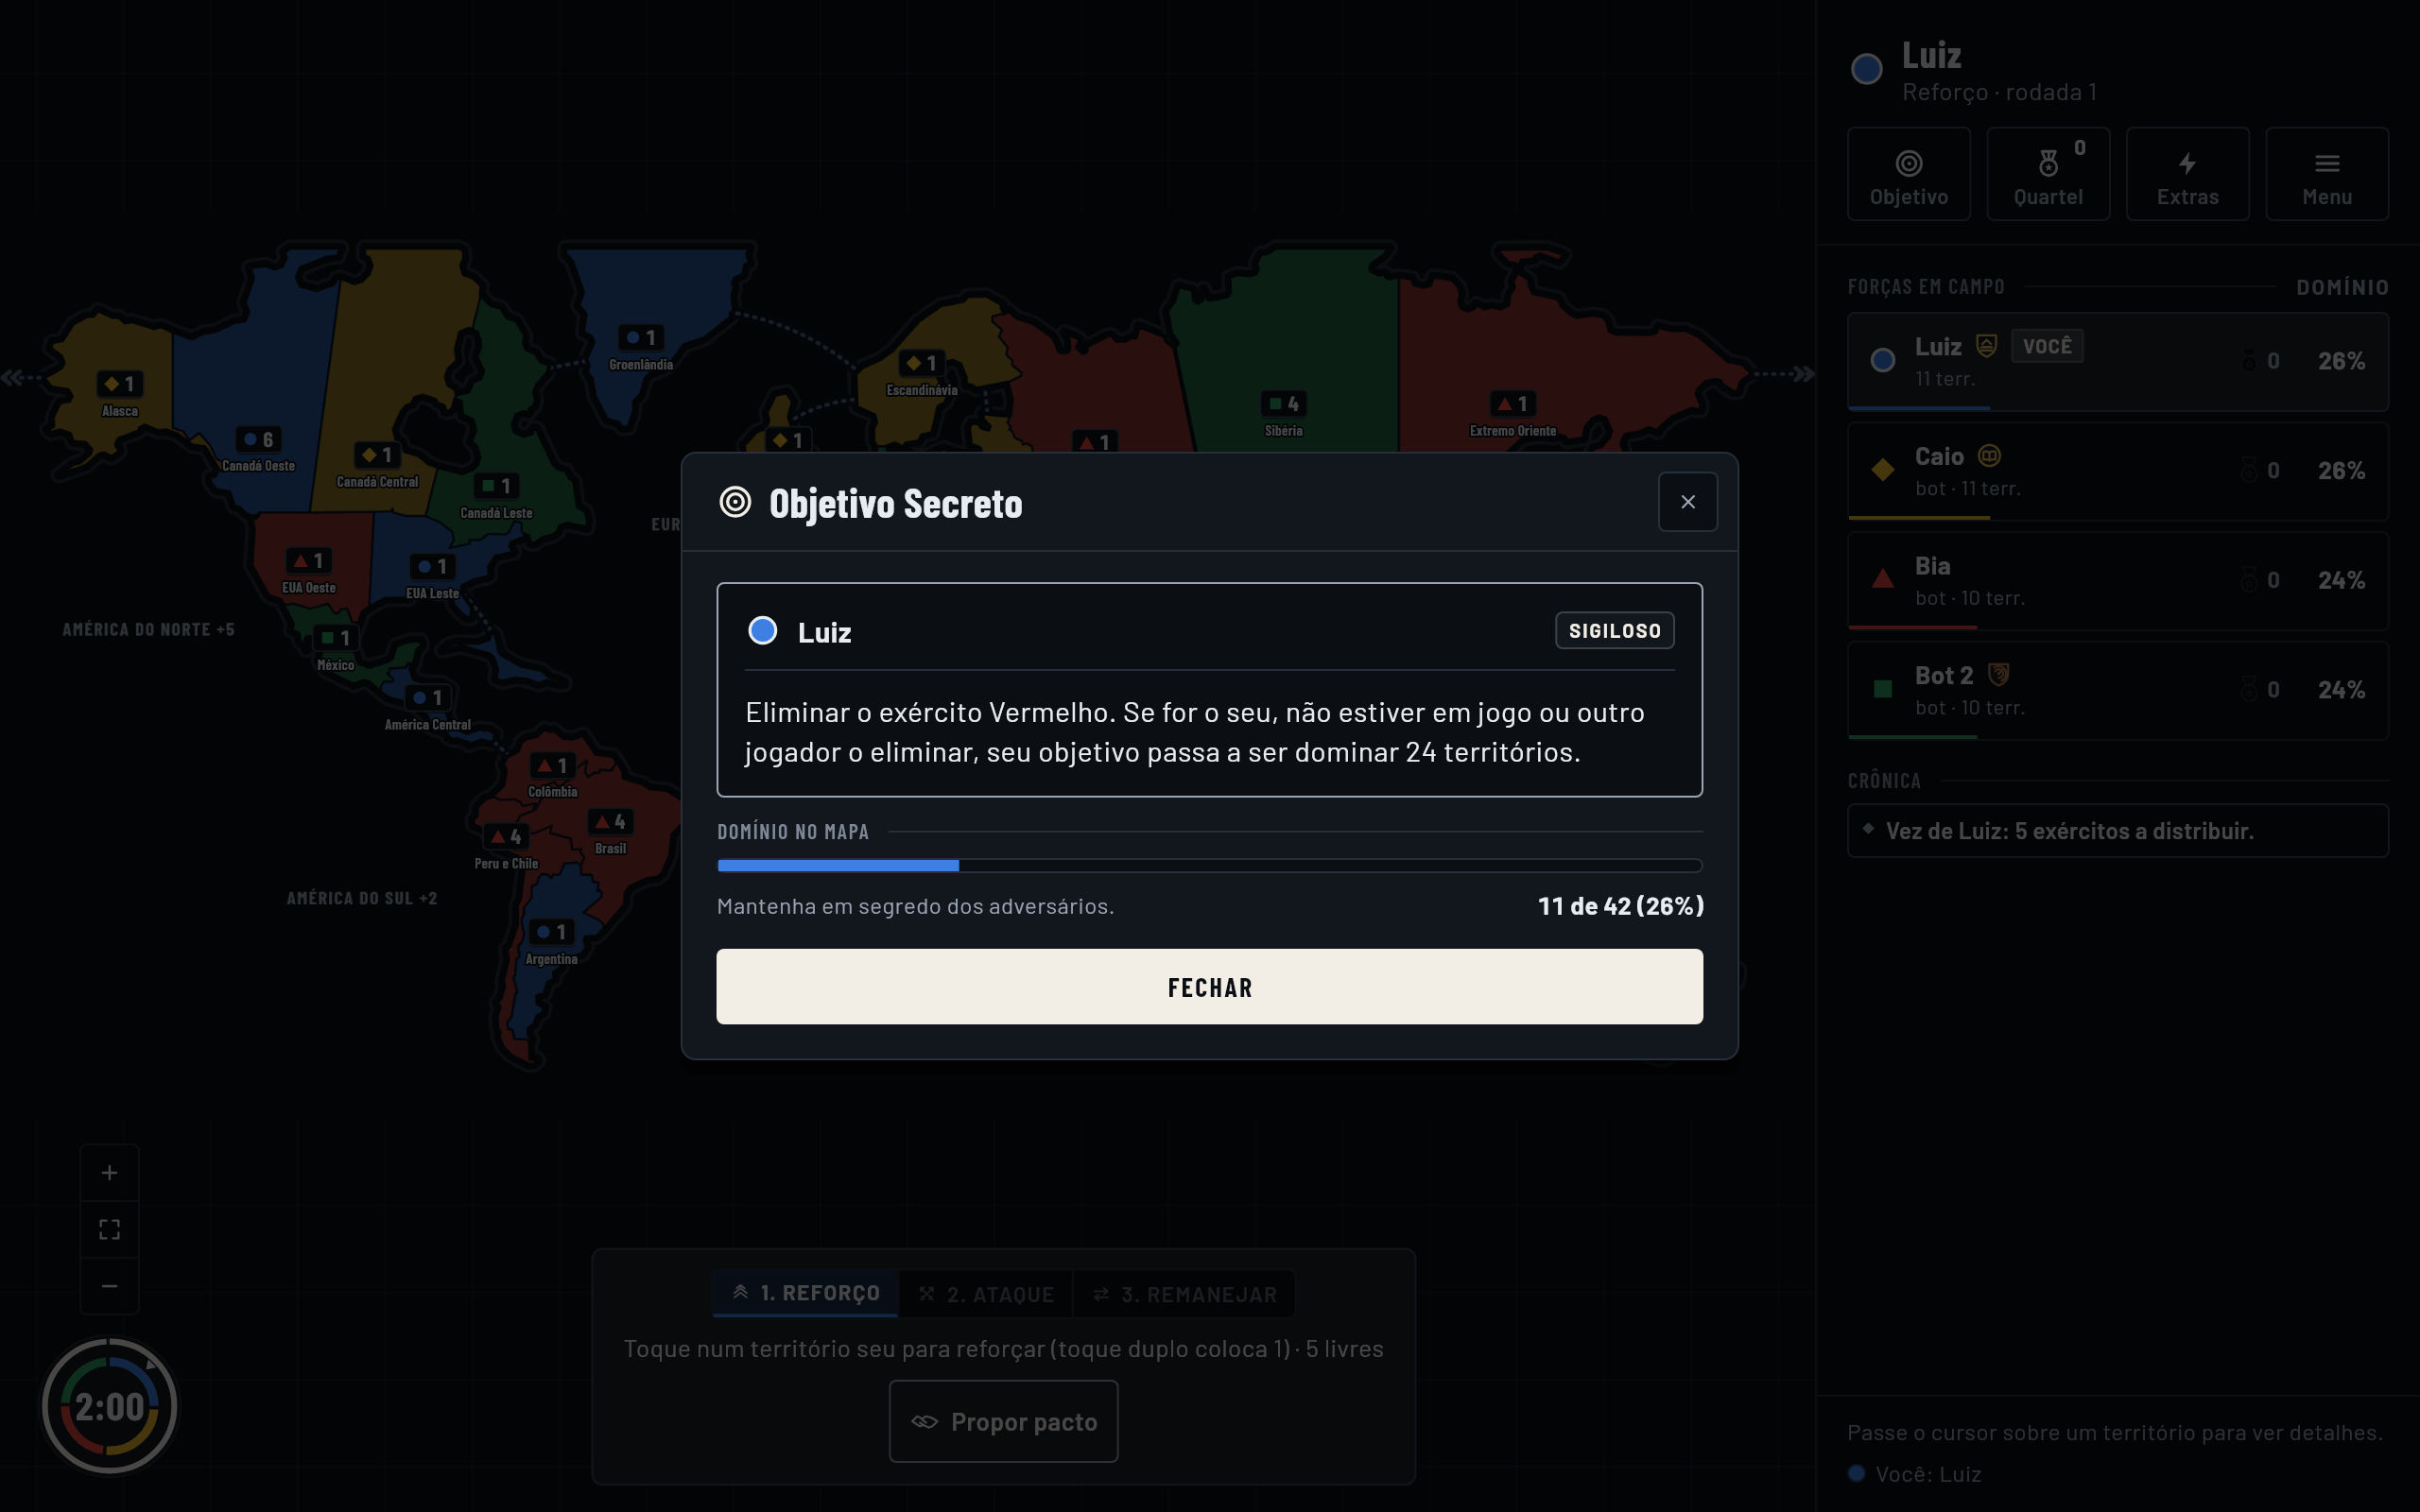 Luiz
Reforço · rodada 1
Objetivo
0
Quartel
Extras
Menu
FORÇAS EM CAMPO
DOMÍNIO
Luiz
VOCÊ
11 terr.
0
26%
Caio
bot · 11 terr.
0
26%
Bia
bot · 10 terr.
0
24%
Bot 2
bot · 10 terr.
0
24%
CRÔNICA
Vez de Luiz: 5 exércitos a distribuir.
1
Groenlândia
1
Alasca
1
Escandinávia
4
Sibéria
1
Extremo Oriente
6
Canadá Oeste
1
Canadá Central
1
1
1
Canadá Leste
EUR
1
EUA Oeste
1
EUA Leste
AMÉRICA DO NORTE +5
1
México
1
América Central
1
Colômbia
4
Peru e Chile
4
Brasil
AMÉRICA DO SUL +2
1
Argentina
Objetivo Secreto
Luiz
SIGILOSO
Eliminar o exército Vermelho. Se for o seu, não estiver em jogo ou outro
jogador o eliminar, seu objetivo passa a ser dominar 24 territórios.
DOMÍNIO NO MAPA
Mantenha em segredo dos adversários.
11 de 42 (26%)
FECHAR
2:00
1. REFORÇO
2. ATAQUE
3. REMANEJAR
Toque num território seu para reforçar (toque duplo coloca 1) · 5 livres
Propor pacto
Passe o cursor sobre um território para ver detalhes.
Você: Luiz